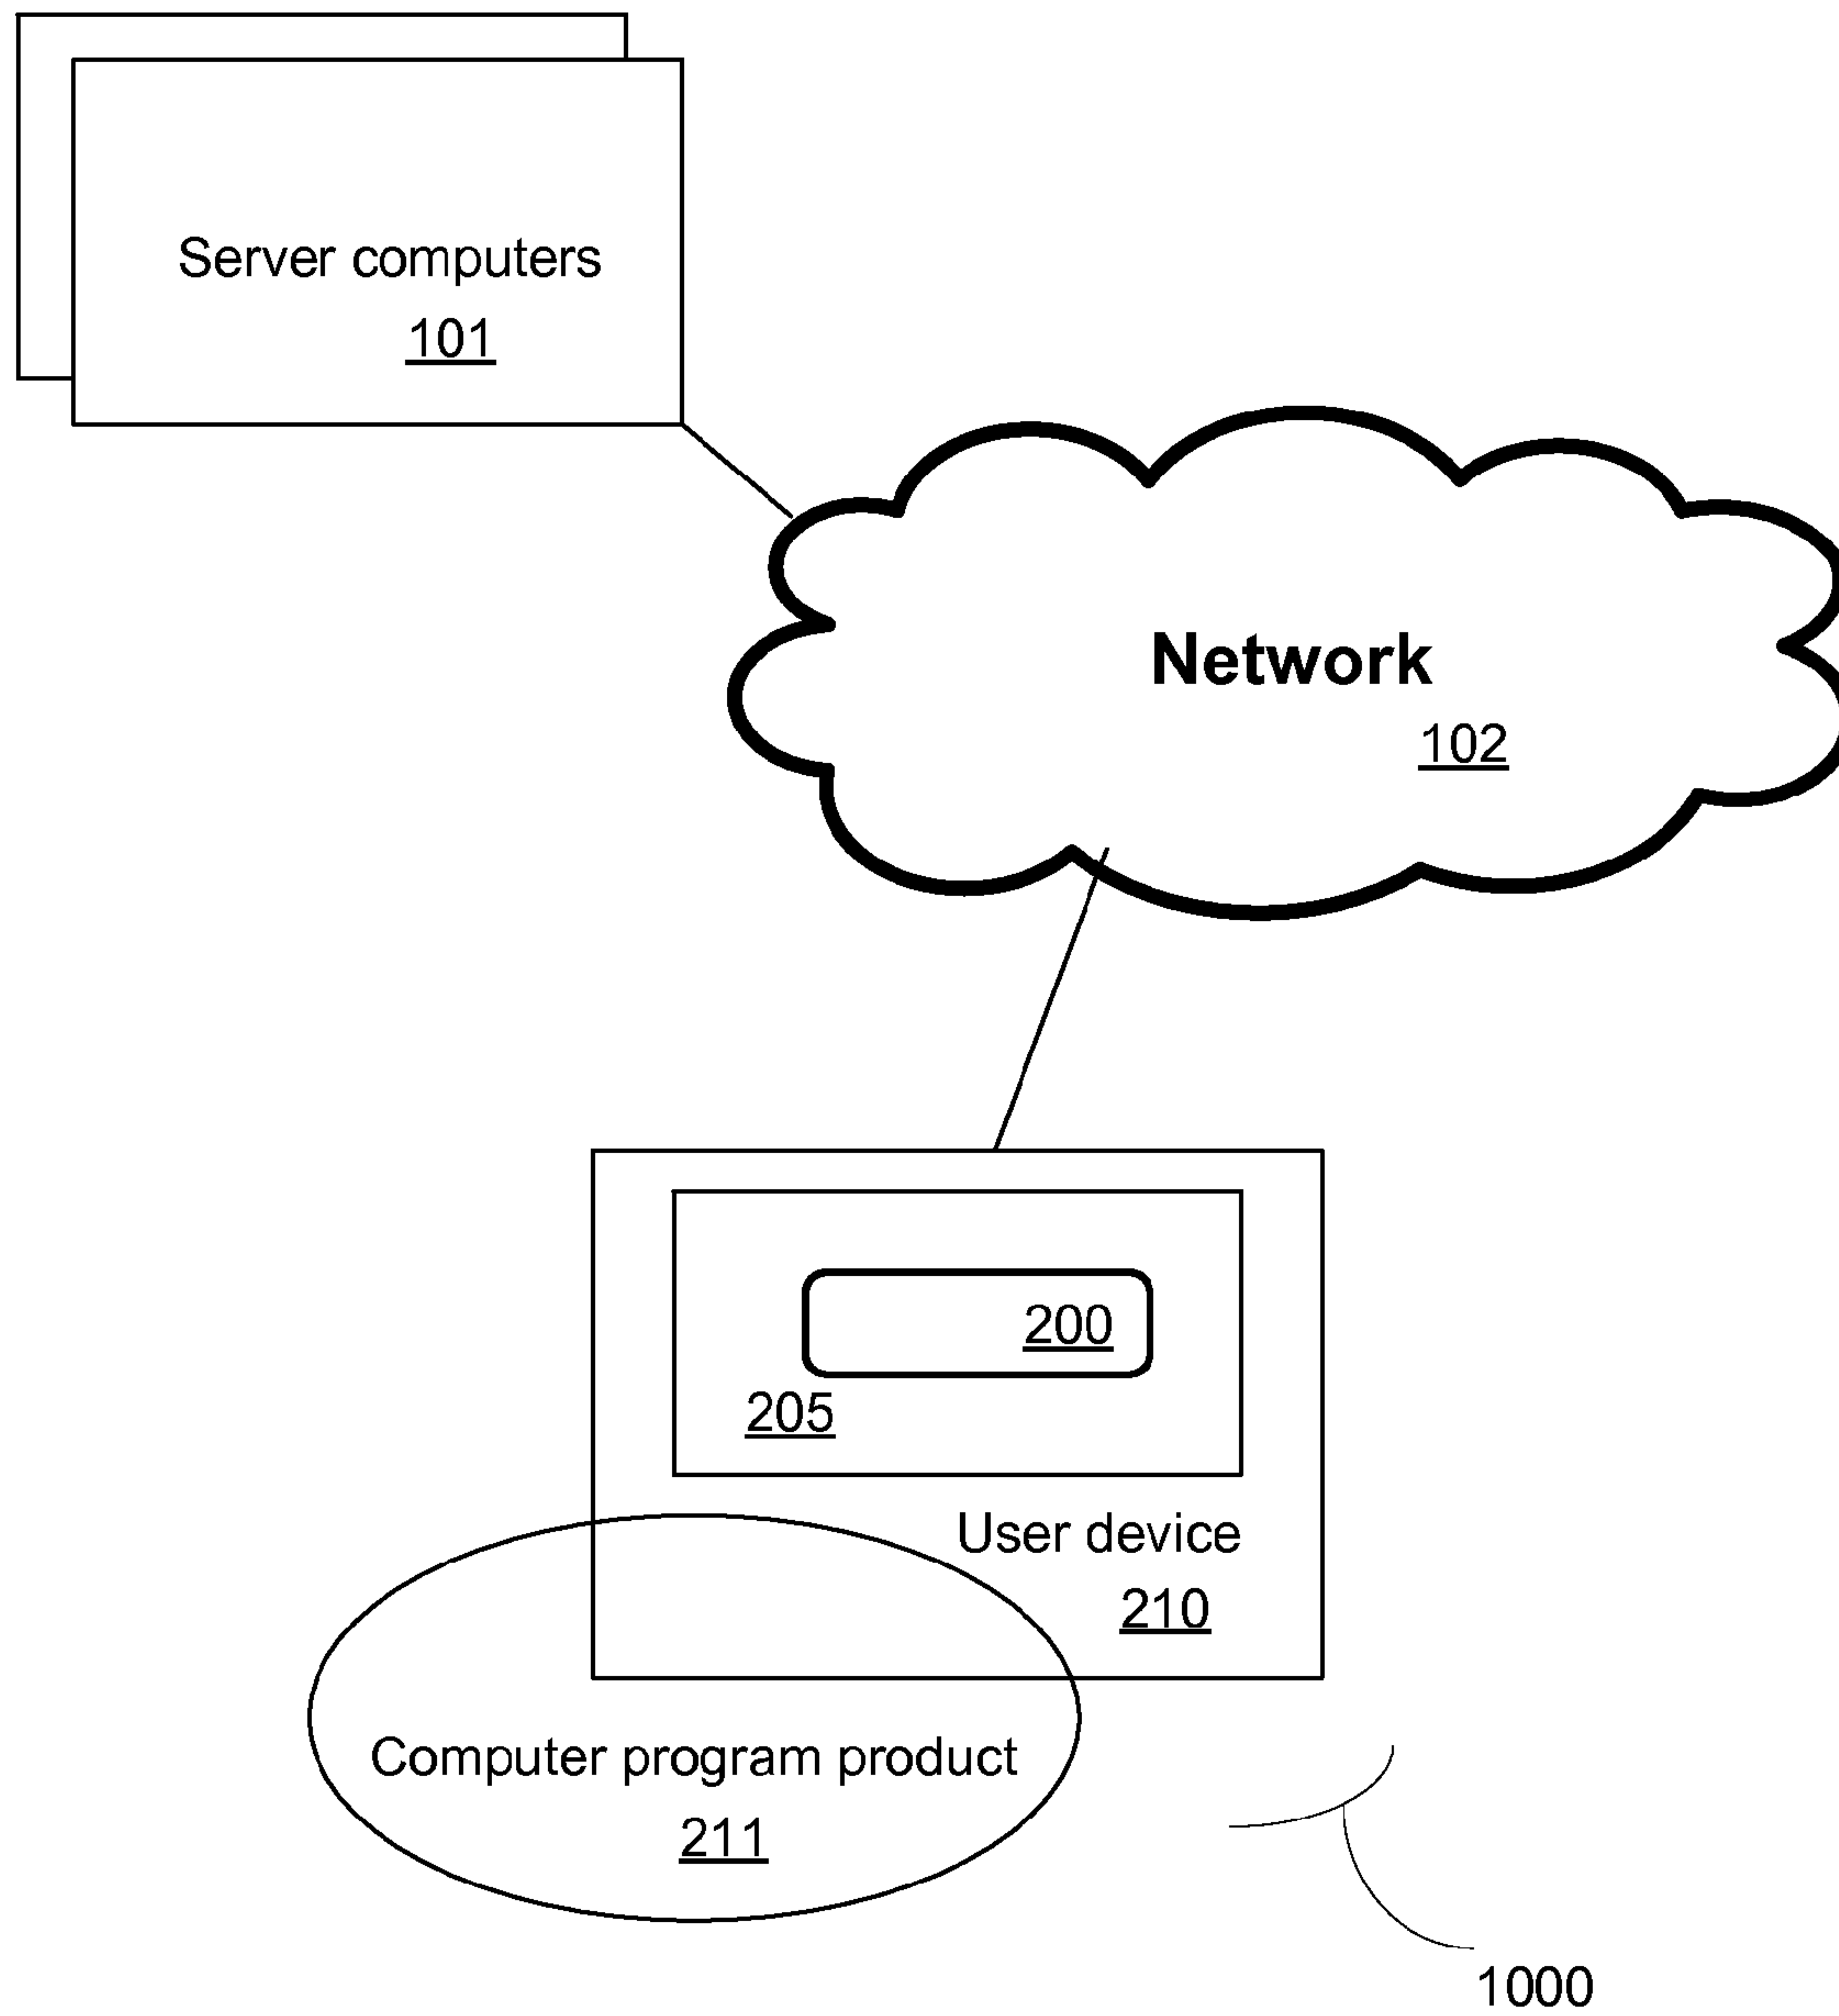 Server computers
101
Network
102
200
205
User device
210
Computer program product
211
1000